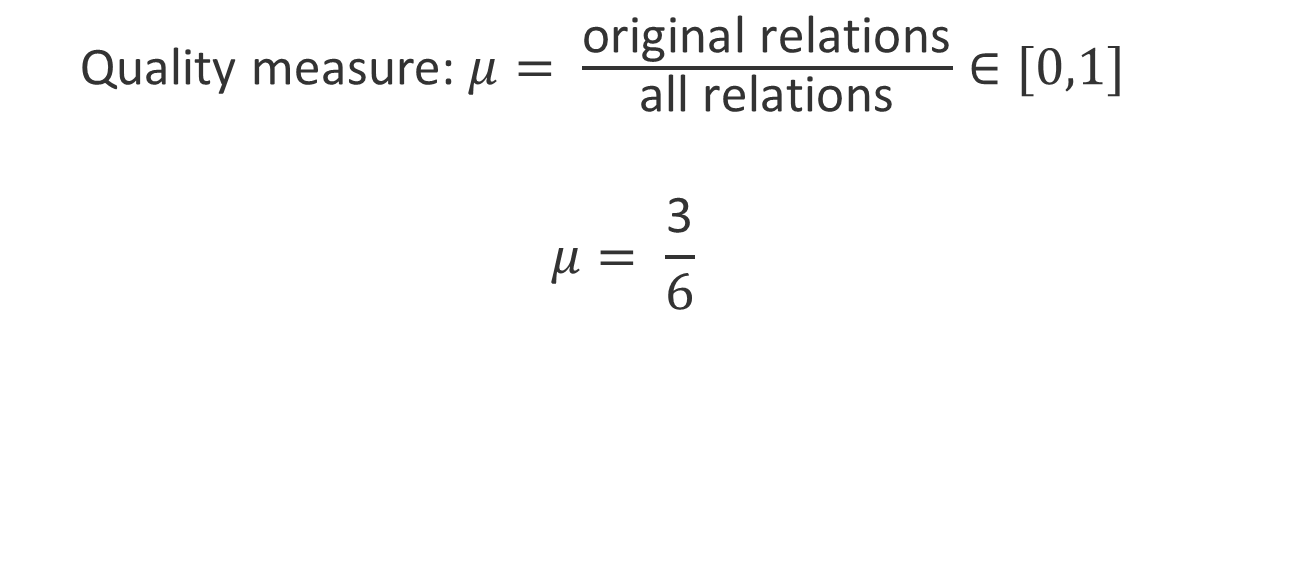 Quality measure: μ = original relations / all relations ∈ [0,1]
μ = 3 / 6